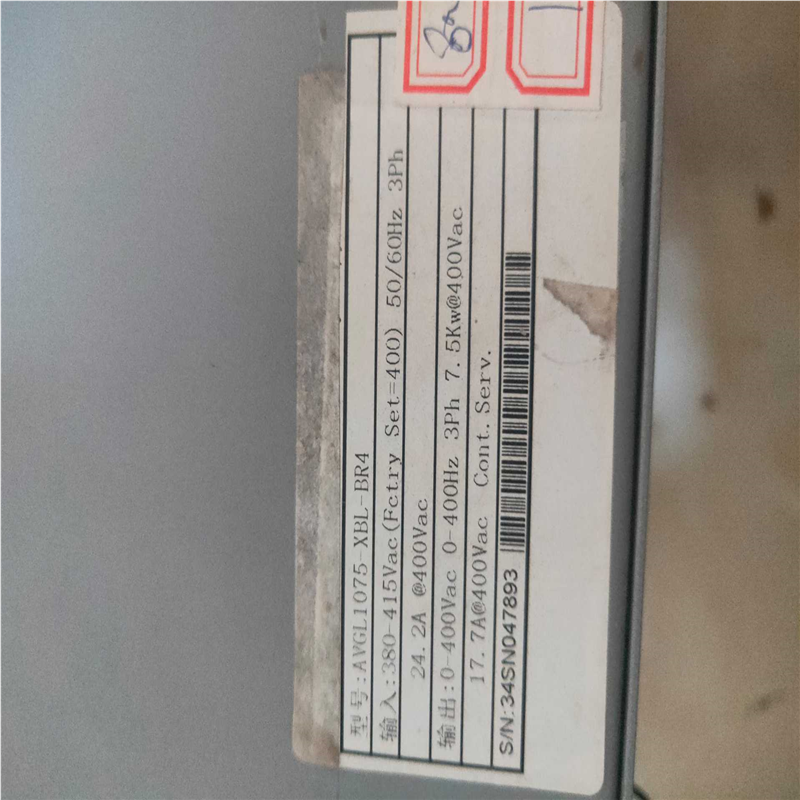 型号:AVGL1075-XBL-BR4
输入:380-415Vac(Fctry Set=400) 50/60Hz 3Ph
24.2A @400Vac
输出:0-400Vac 0-400Hz 3Ph 7.5Kw@400Vac
17.7A@400Vac Cont. Serv.
S/N:34SN047893